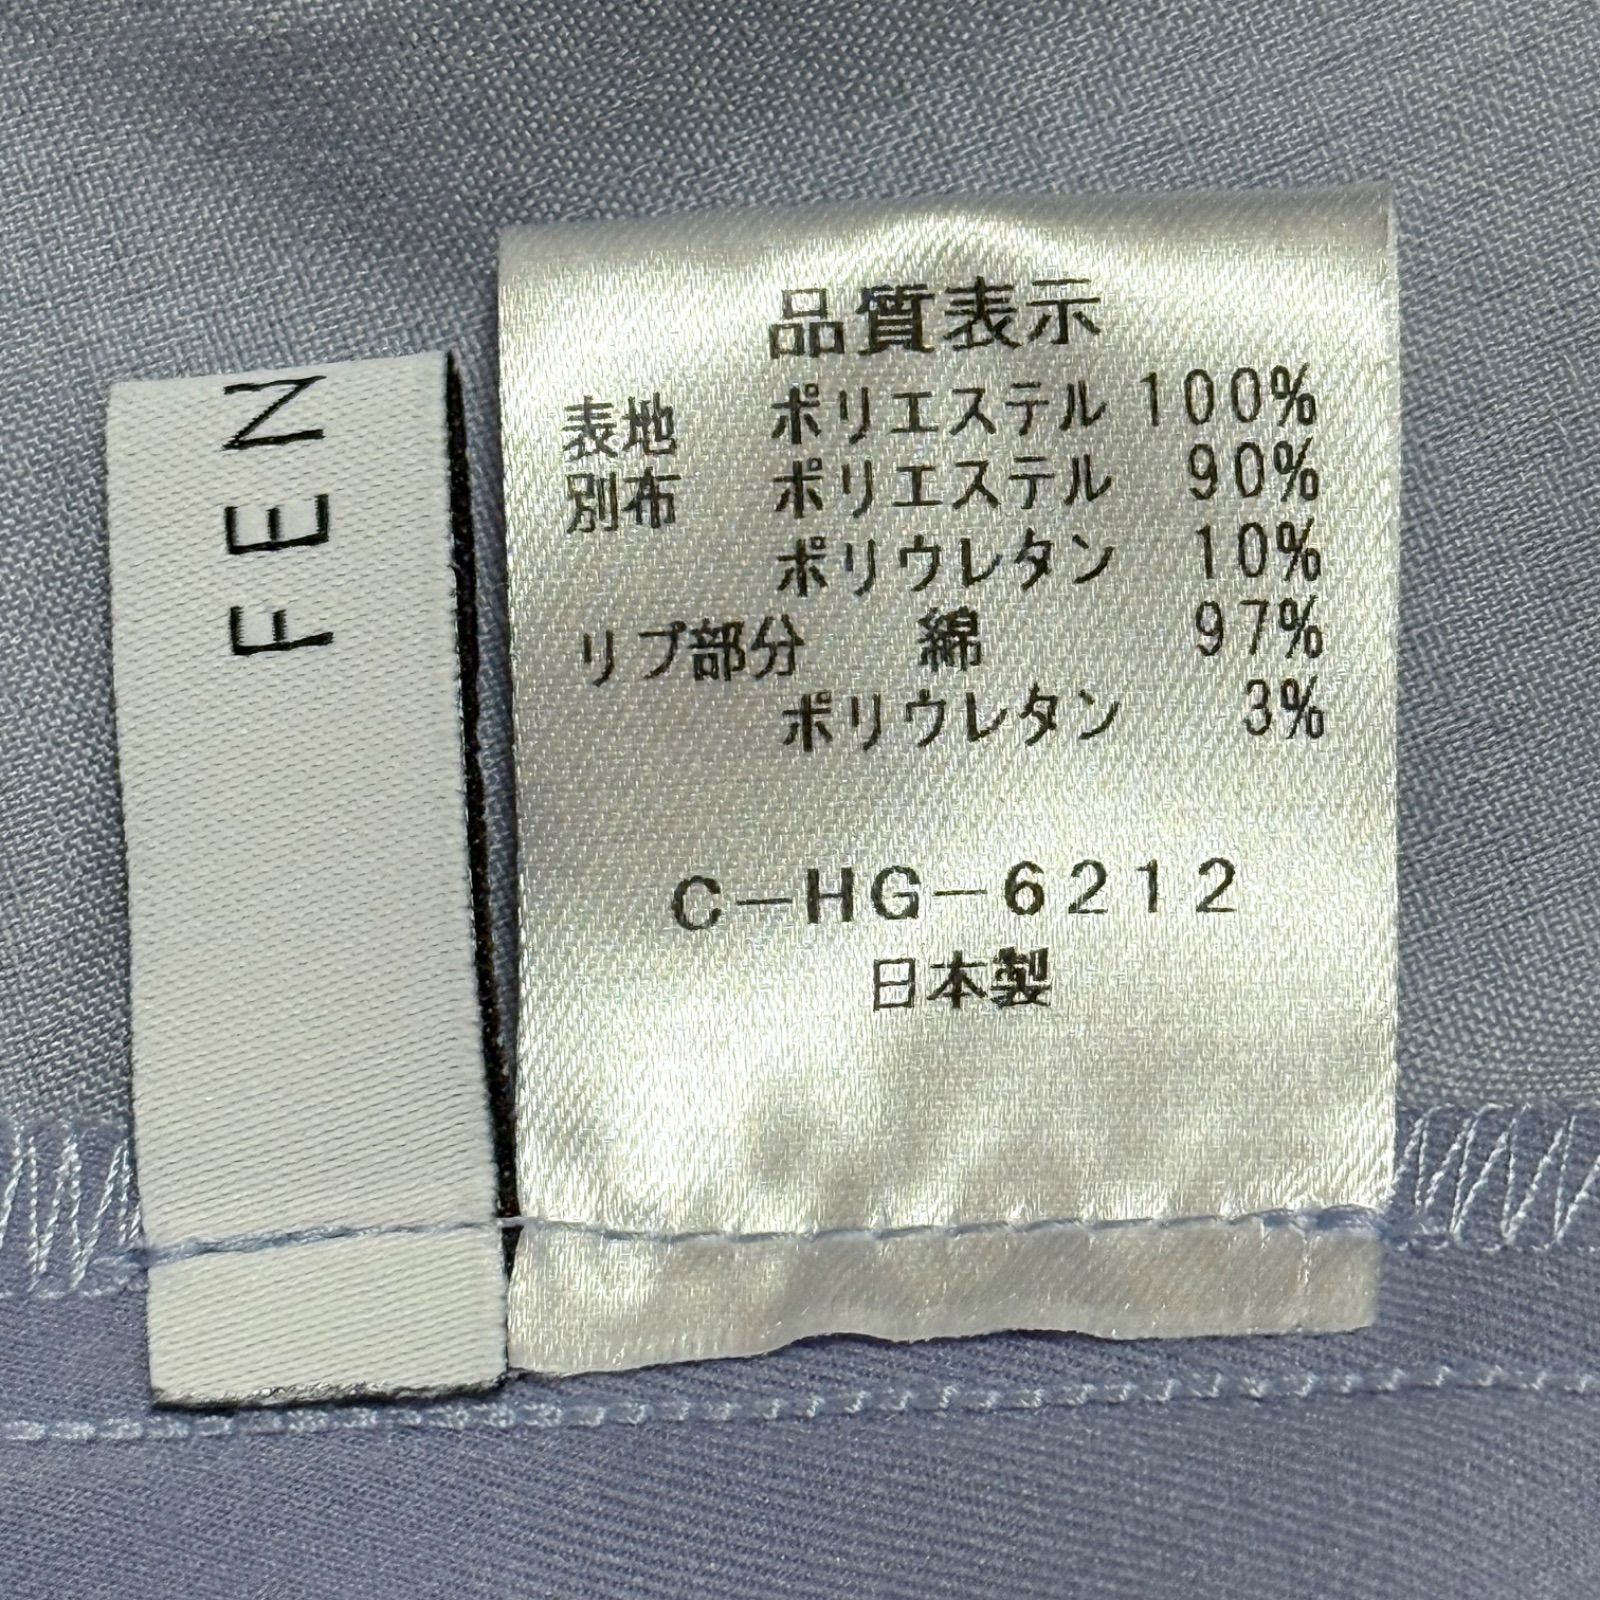 FEN
品質表示
表地 ポリエステル 100%
別布 ポリエステル 90%
ポリウレタン 10%
リブ部分 綿 97%
ポリウレタン 3%
C-HG-6212
日本製